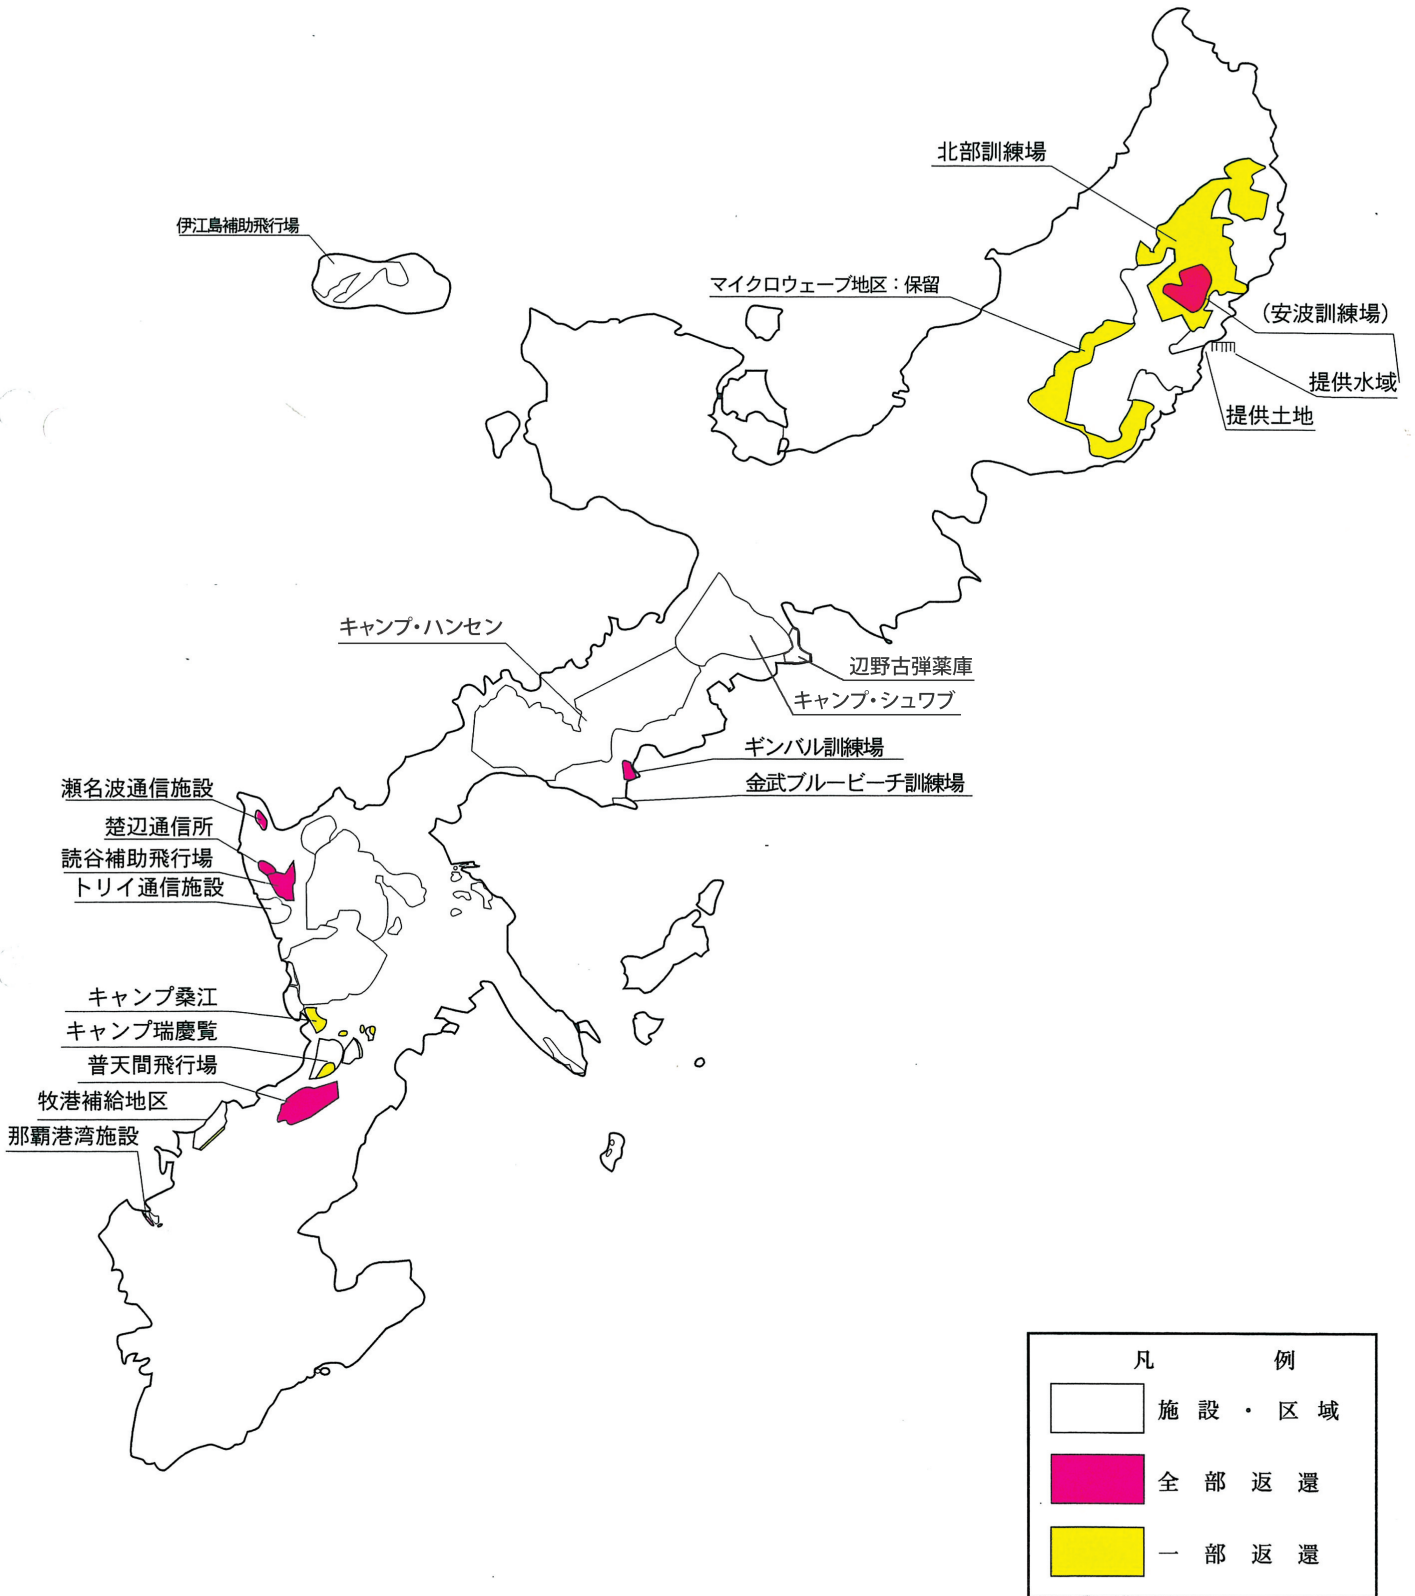 北部訓練場
伊江島補助飛行場
マイクロウェーブ地区：保留
(安波訓練場)
提供水域
提供土地
キャンプ・ハンセン
辺野古弾薬庫
キャンプ・シュワブ
ギンバル訓練場
金武ブルービーチ訓練場
瀬名波通信施設
楚辺通信所
読谷補助飛行場
トリイ通信施設
キャンプ桑江
キャンプ瑞慶覧
普天間飛行場
牧港補給地区
那覇港湾施設
凡例
施設・区域
全部返還
一部返還